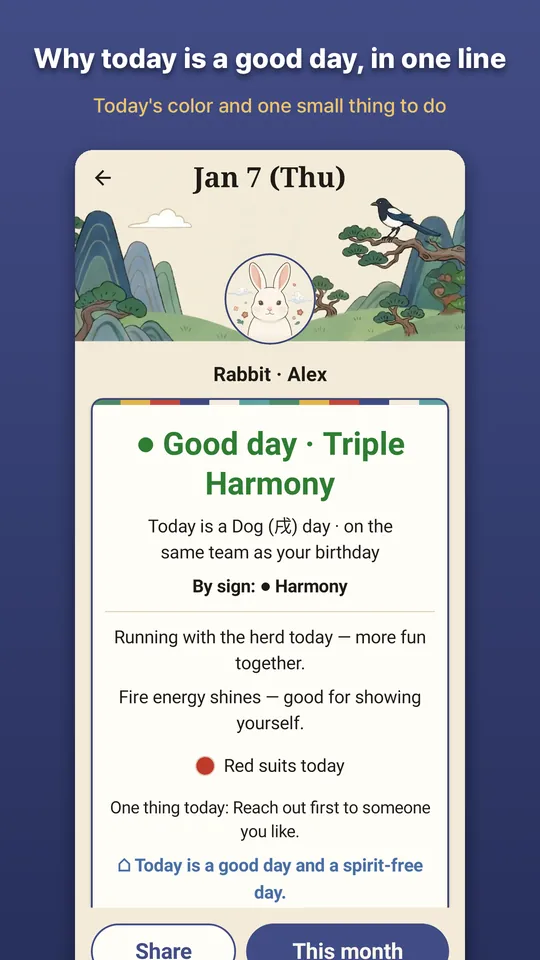 Why today is a good day, in one line
Today's color and one small thing to do
Jan 7 (Thu)
Rabbit · Alex
● Good day · Triple
Harmony
Today is a Dog (戌) day · on the
same team as your birthday
By sign: ● Harmony
Running with the herd today — more fun
together.
Fire energy shines — good for showing
yourself.
Red suits today
One thing today: Reach out first to someone
you like.
Today is a good day and a spirit-free
day.
Share
This month